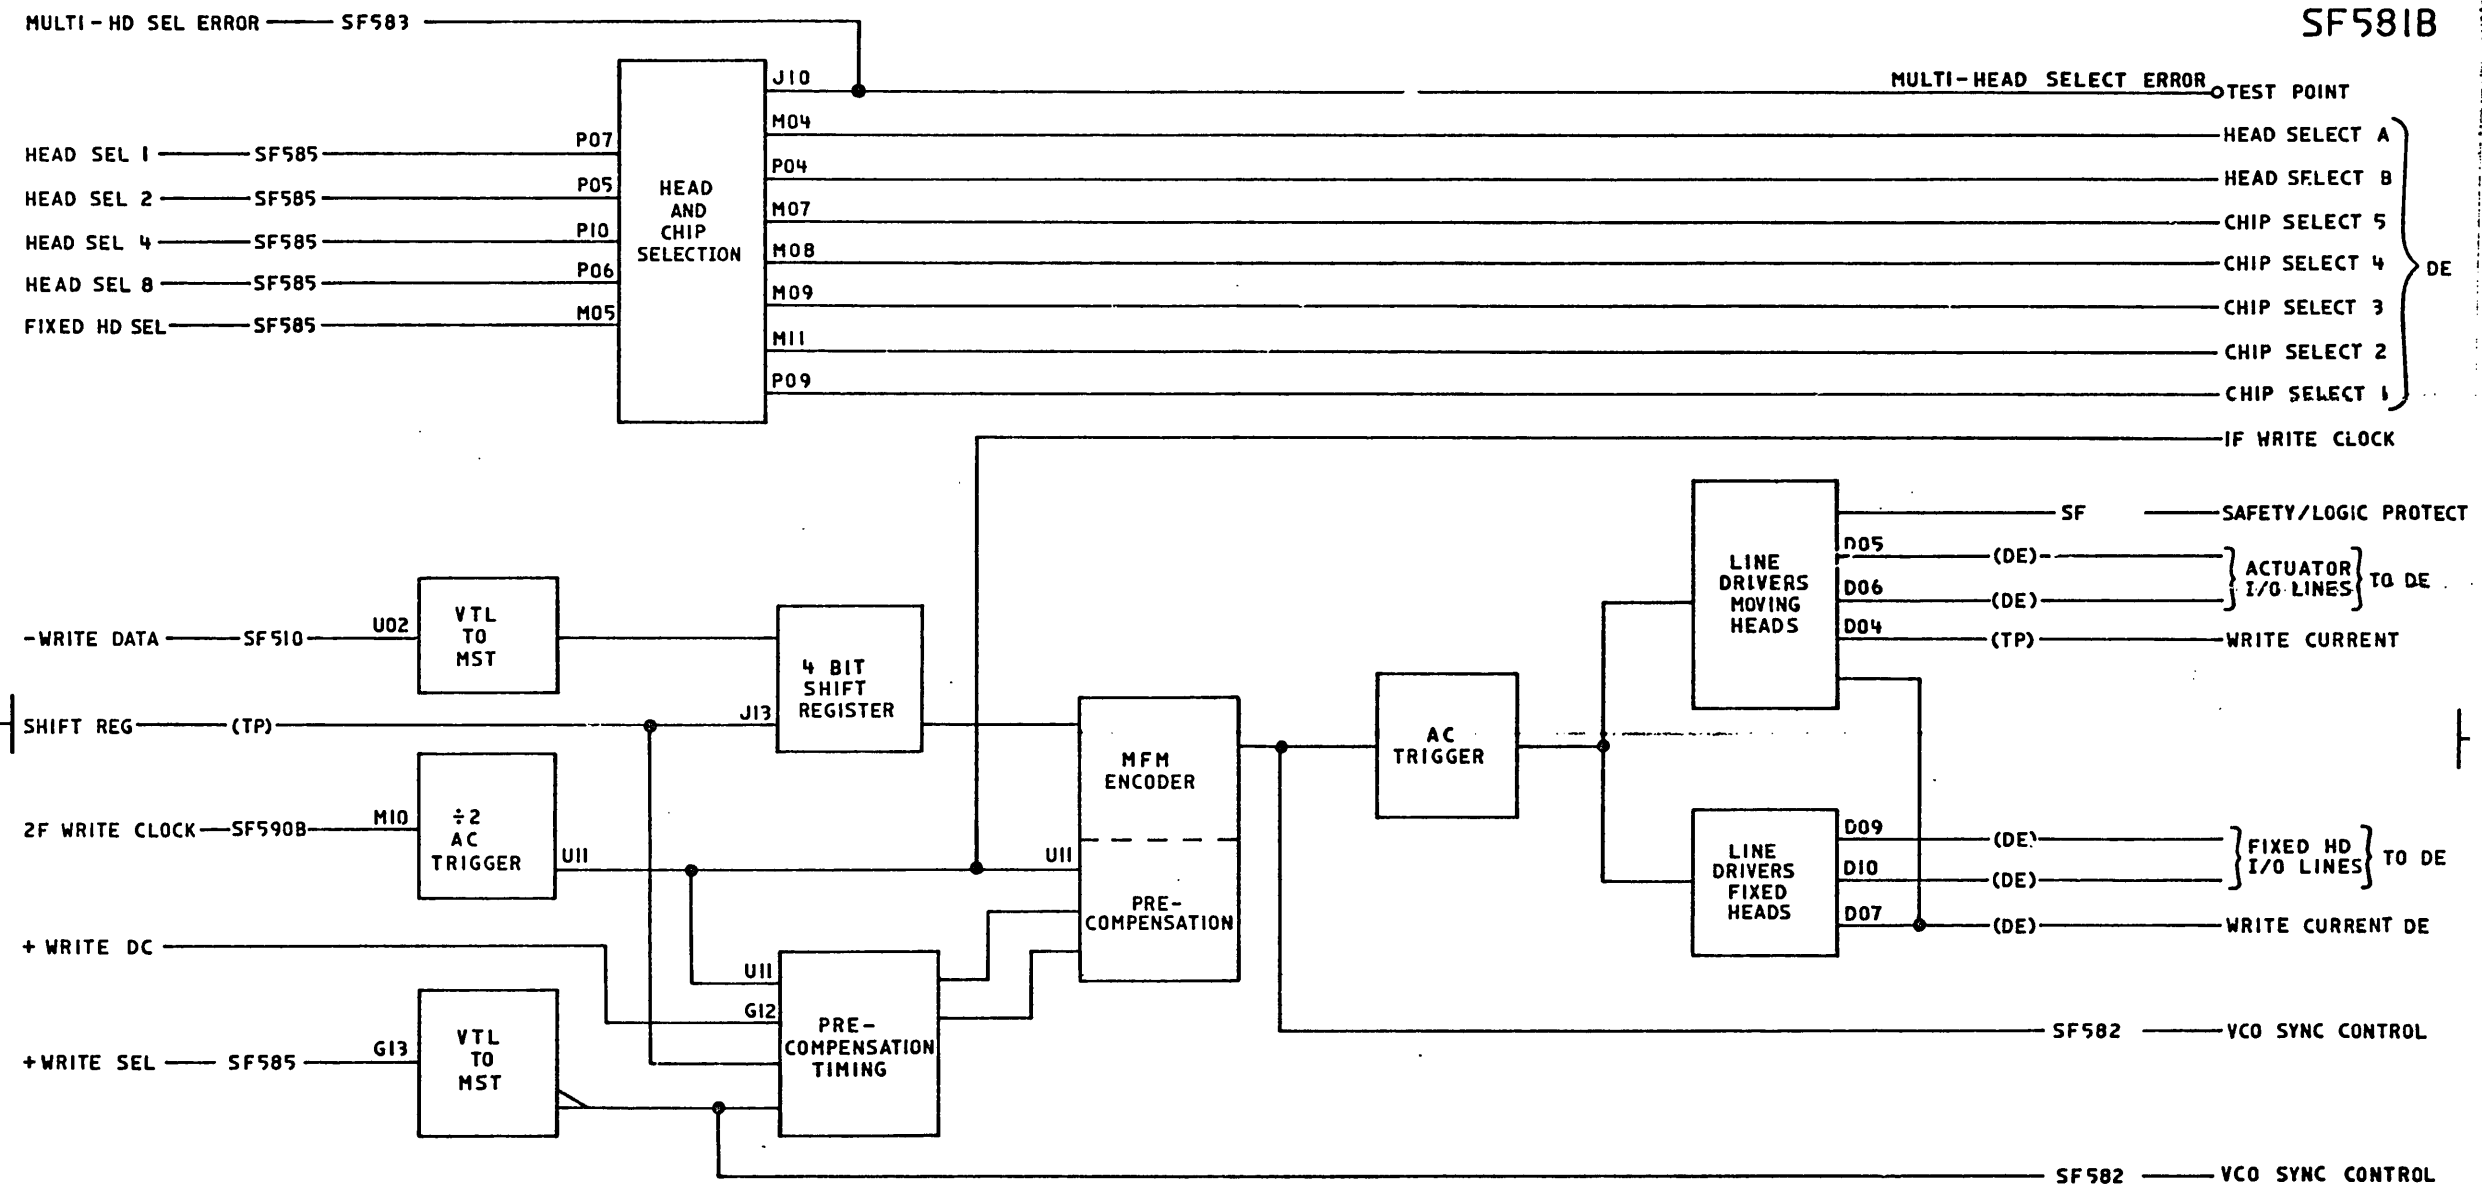 SF581B
MULTI-HD SEL ERROR SF583
J10
MULTI-HEAD SELECT ERROR
TEST POINT
HEAD SEL 1 SF585 P07
HEAD SEL 2 SF585 P05
HEAD SEL 4 SF585 P10
HEAD SEL 8 SF585 P06
FIXED HD SEL SF585 M05
HEAD
AND
CHIP
SELECTION
M04 HEAD SELECT A
P04 HEAD SELECT B
M07 CHIP SELECT 5
M08 CHIP SELECT 4
M09 CHIP SELECT 3
M11 CHIP SELECT 2
P09 CHIP SELECT 1
DE
1F WRITE CLOCK
-WRITE DATA SF510 U02
VTL
TO
MST
SHIFT REG (TP) J13
4 BIT
SHIFT
REGISTER
2F WRITE CLOCK SF590B M10
÷2
AC
TRIGGER
U11
U11
MFM
ENCODER
PRE-
COMPENSATION
+ WRITE DC
U11
G12
PRE-
COMPENSATION
TIMING
+WRITE SEL SF585 G13
VTL
TO
MST
AC
TRIGGER
LINE
DRIVERS
MOVING
HEADS
SF SAFETY/LOGIC PROTECT
D05 (DE)
D06 (DE)
ACTUATOR
I/O LINES
TO DE
D04 (TP) WRITE CURRENT
LINE
DRIVERS
FIXED
HEADS
D09 (DE)
D10 (DE)
FIXED HD
I/O LINES
TO DE
D07 (DE) WRITE CURRENT DE
SF582 VCO SYNC CONTROL
SF582 VCO SYNC CONTROL